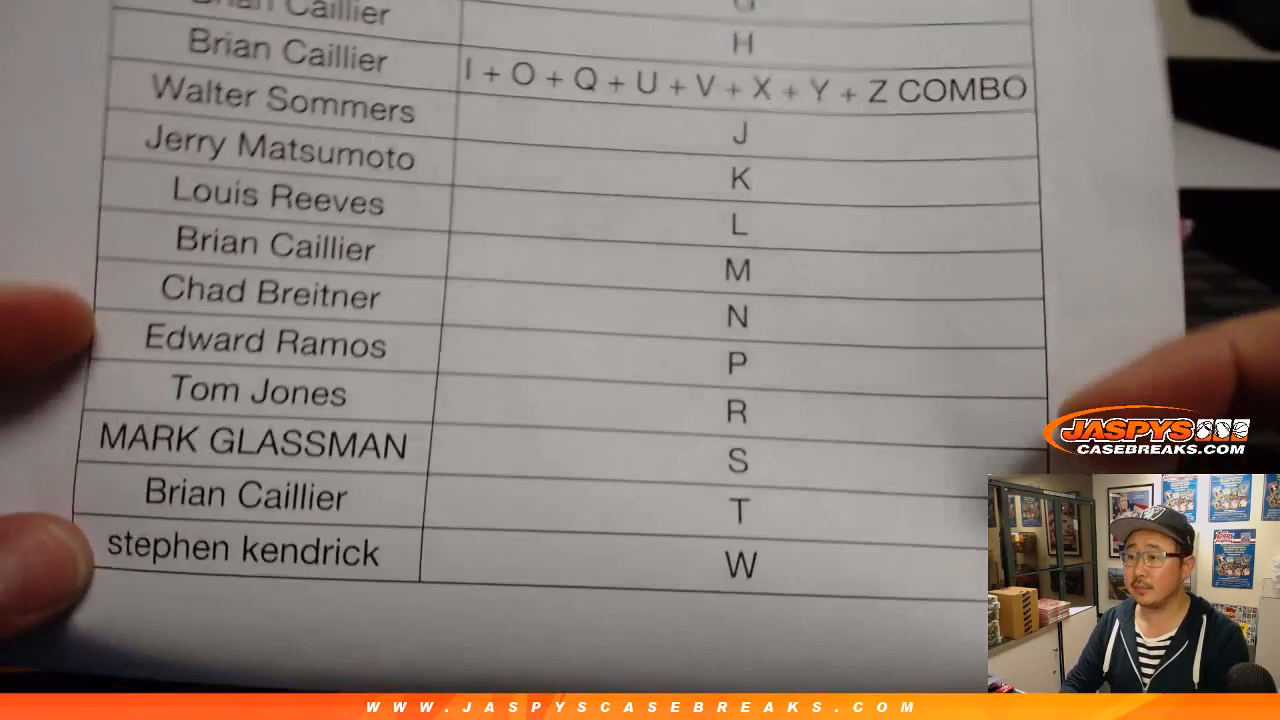 Brian Caillier H
Brian Caillier I + O + Q + U + V + X + Y + Z COMBO
Walter Sommers J
Jerry Matsumoto K
Louis Reeves L
Brian Caillier M
Chad Breitner N
Edward Ramos P
Tom Jones R
MARK GLASSMAN S
Brian Caillier T
stephen kendrick W
JASPYS
CASEBREAKS.COM
WWW.JASPYSCASEBREAKS.COM